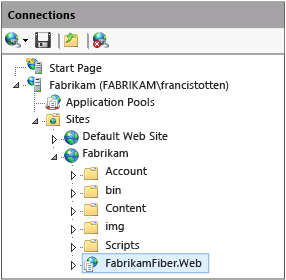 Connections
Start Page
Fabrikam (FABRIKAM\francistotten)
Application Pools
Sites
Default Web Site
Fabrikam
Account
bin
Content
img
Scripts
FabrikamFiber.Web